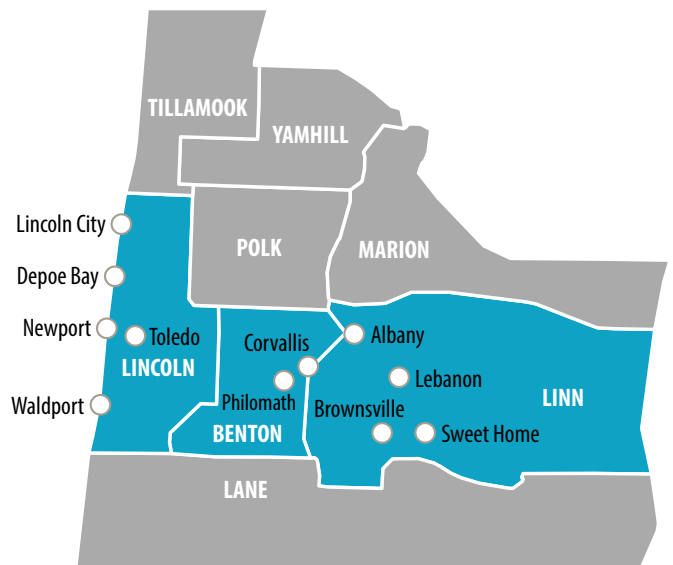 TILLAMOOK
YAMHILL
Lincoln City
POLK
MARION
Depoe Bay
Newport
Toledo
Corvallis
Albany
LINCOLN
Lebanon
Waldport
Philomath
Brownsville
LINN
BENTON
Sweet Home
LANE